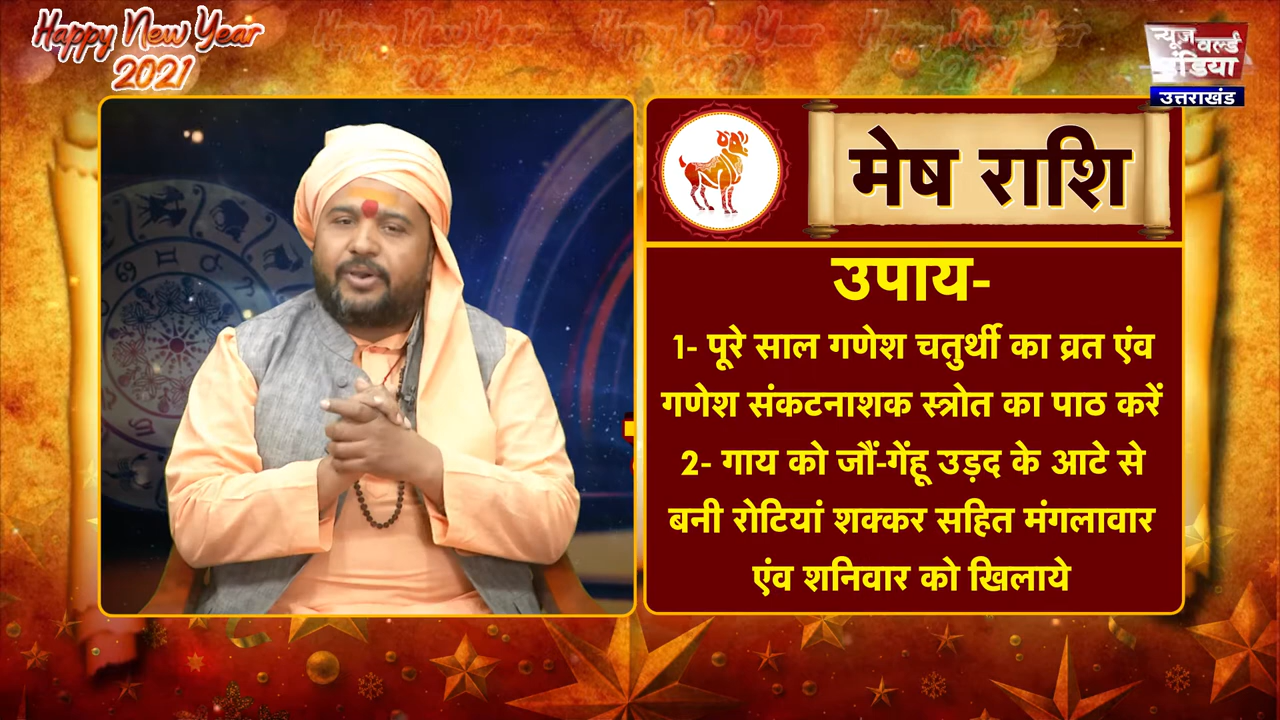 Happy New Year
2021
न्यूज़ वर्ल्ड
इंडिया
उत्तराखंड
मेष राशि
उपाय-
1- पूरे साल गणेश चतुर्थी का व्रत एंव
गणेश संकटनाशक स्त्रोत का पाठ करें
2- गाय को जौं-गेंहू उड़द के आटे से
बनी रोटियां शक्कर सहित मंगलावार
एंव शनिवार को खिलाये